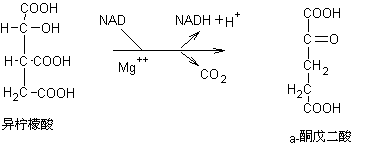 COOH
H-C-OH
H-C-COOH
H₂C-COOH
异柠檬酸
NAD
NADH+H⁺
Mg⁺⁺
CO₂
COOH
C=O
CH₂
H₂C
COOH
a-酮戊二酸